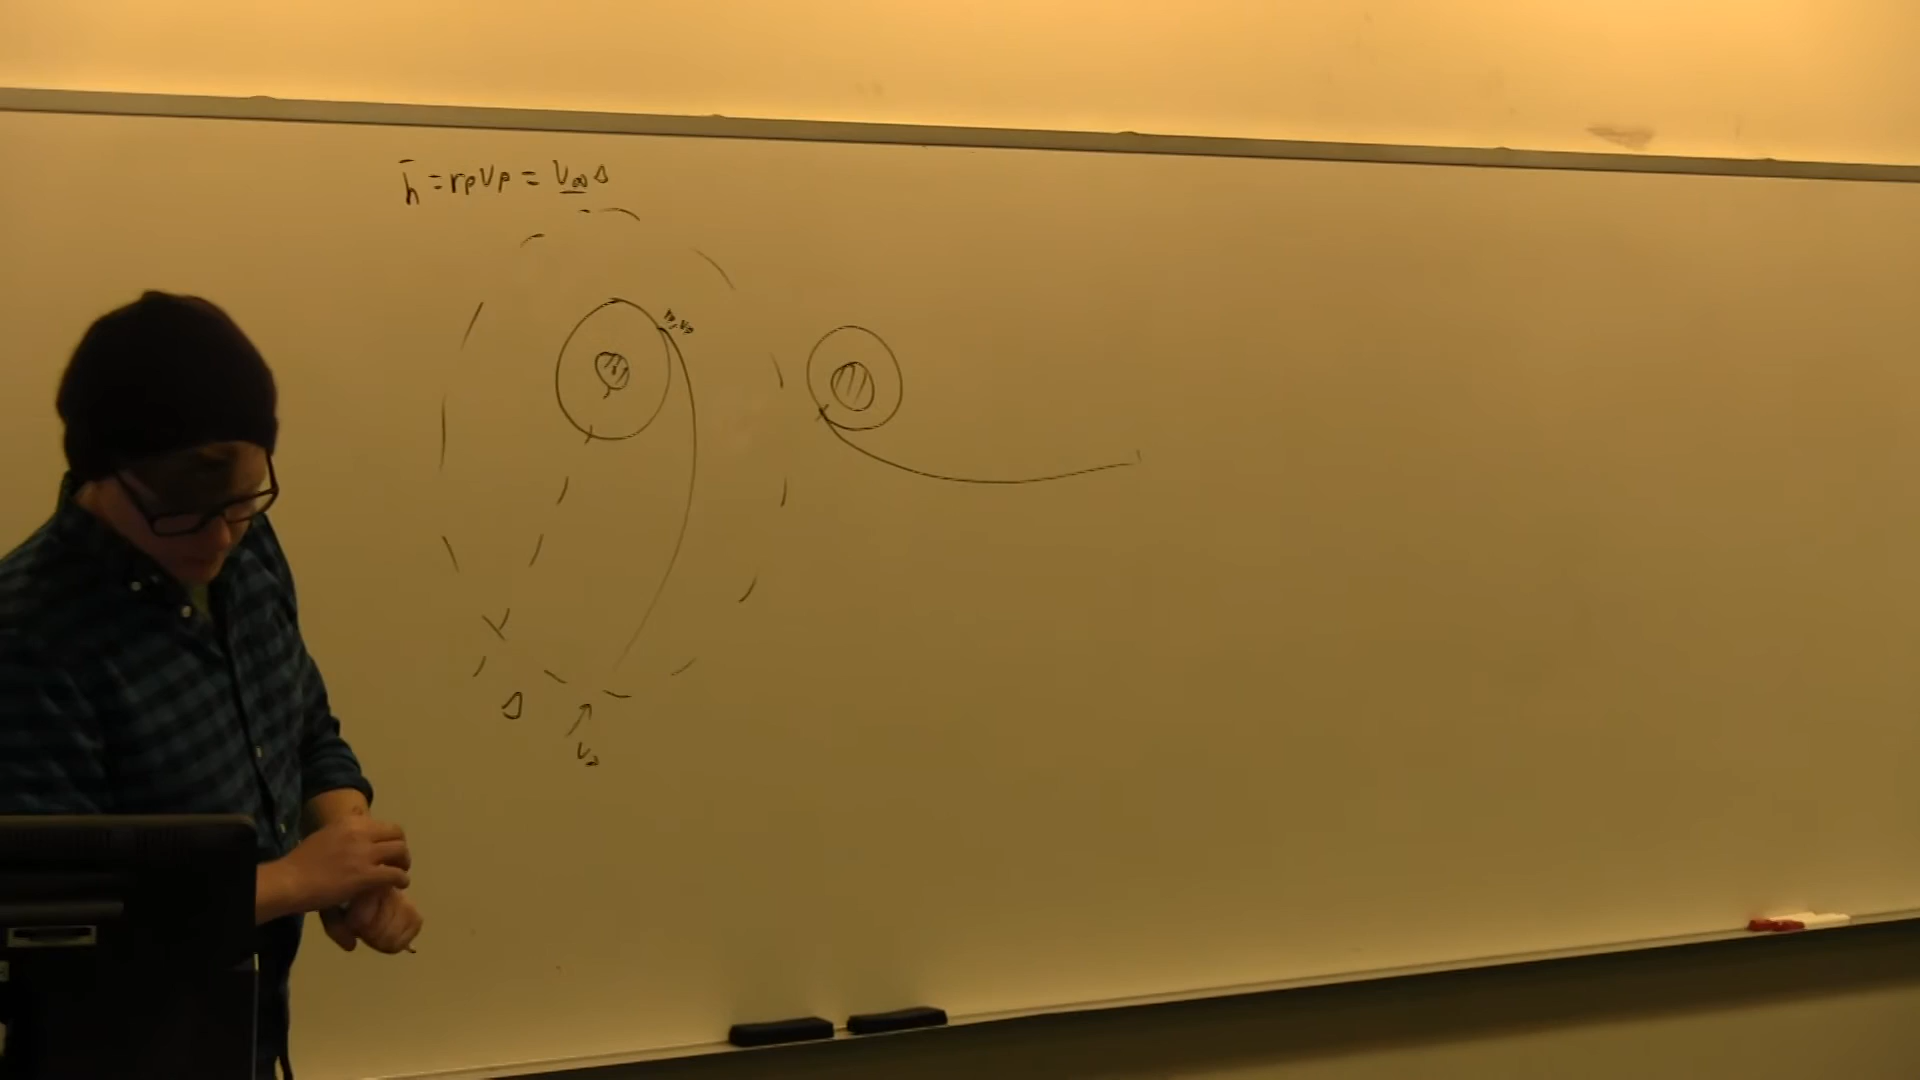 h̄ = rpVp = V∞ Δ
rp, Vp
Δ
V∞